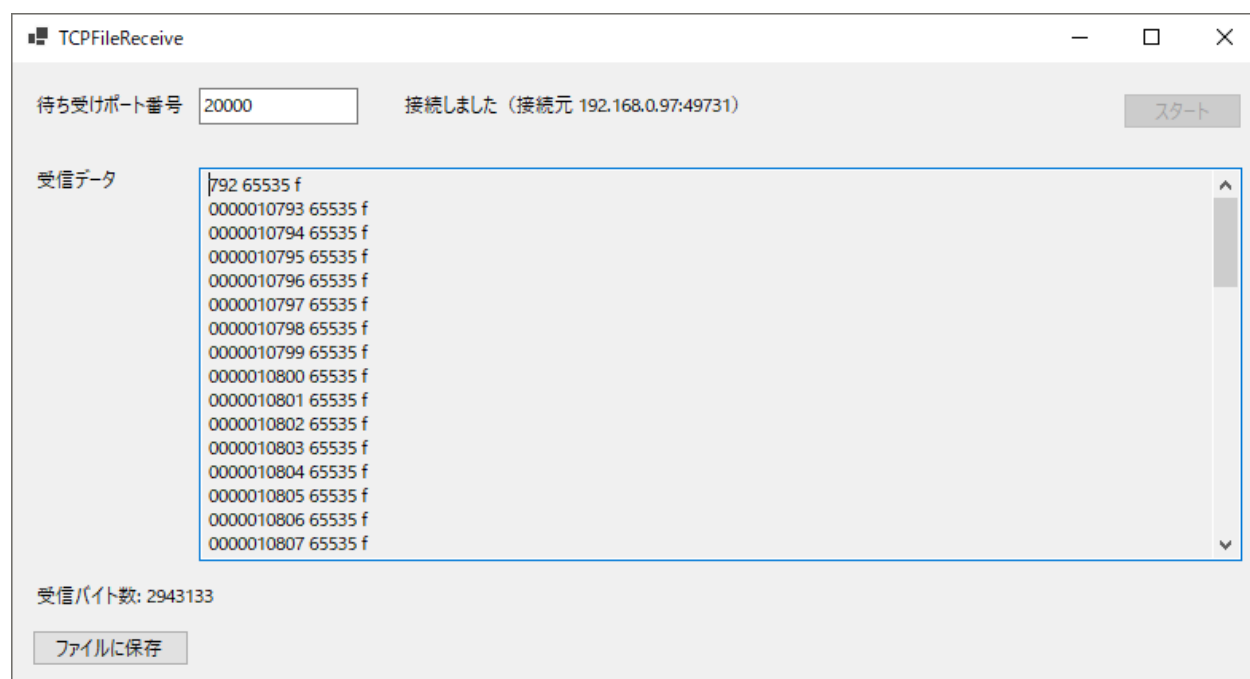 TCPFileReceive
待ち受けポート番号 20000 接続しました（接続元 192.168.0.97:49731） スタート
受信データ
792 65535 f
0000010793 65535 f
0000010794 65535 f
0000010795 65535 f
0000010796 65535 f
0000010797 65535 f
0000010798 65535 f
0000010799 65535 f
0000010800 65535 f
0000010801 65535 f
0000010802 65535 f
0000010803 65535 f
0000010804 65535 f
0000010805 65535 f
0000010806 65535 f
0000010807 65535 f
受信バイト数: 2943133
ファイルに保存